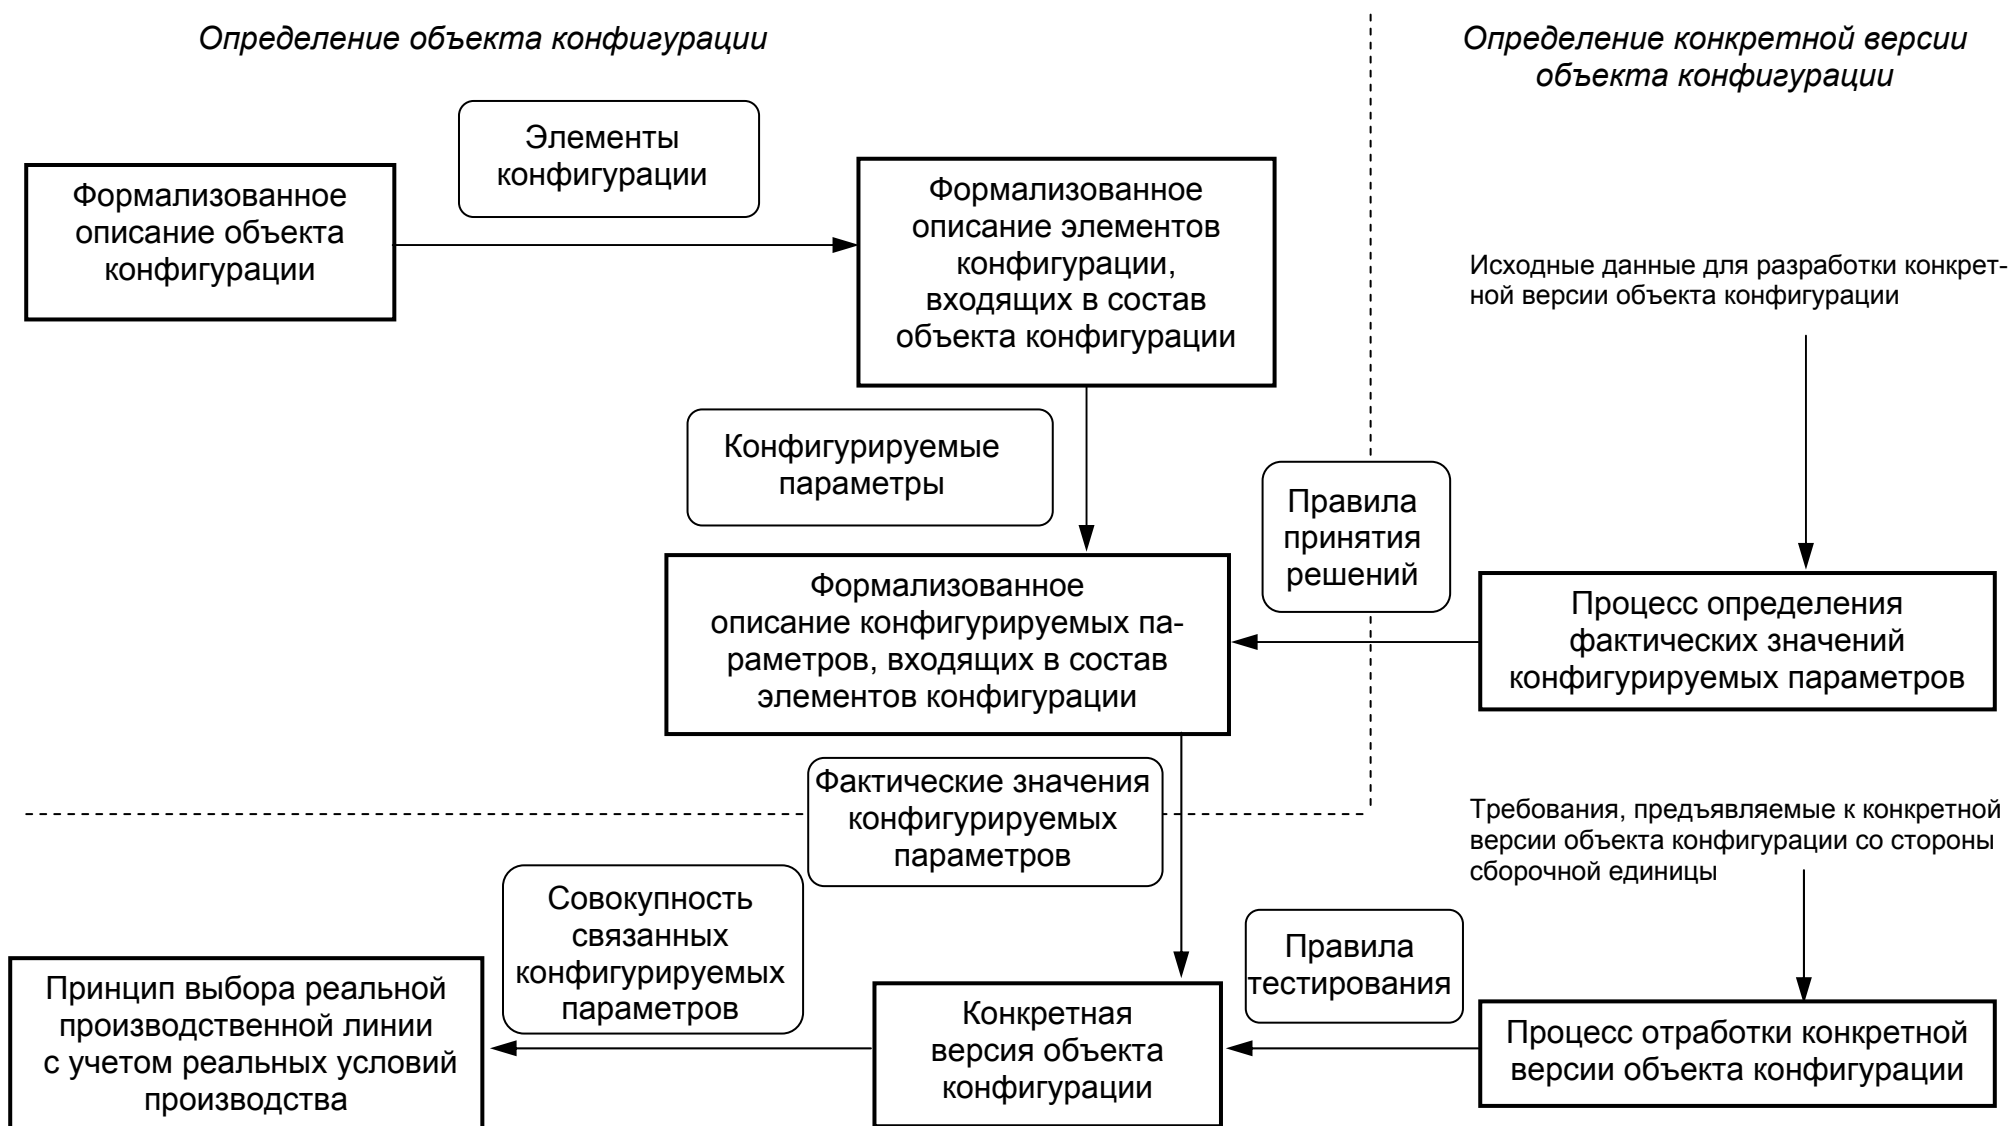 Определение объекта конфигурации
Определение конкретной версии
объекта конфигурации
Элементы
конфигурации
Формализованное
описание объекта
конфигурации
Формализованное
описание элементов
конфигурации,
входящих в состав
объекта конфигурации
Исходные данные для разработки конкрет-
ной версии объекта конфигурации
Конфигурируемые
параметры
Правила
принятия
решений
Формализованное
описание конфигурируемых па-
раметров, входящих в состав
элементов конфигурации
Процесс определения
фактических значений
конфигурируемых параметров
Фактические значения
конфигурируемых
параметров
Требования, предъявляемые к конкретной
версии объекта конфигурации со стороны
сборочной единицы
Совокупность
связанных
конфигурируемых
параметров
Правила
тестирования
Принцип выбора реальной
производственной линии
с учетом реальных условий
производства
Конкретная
версия объекта
конфигурации
Процесс отработки конкретной
версии объекта конфигурации